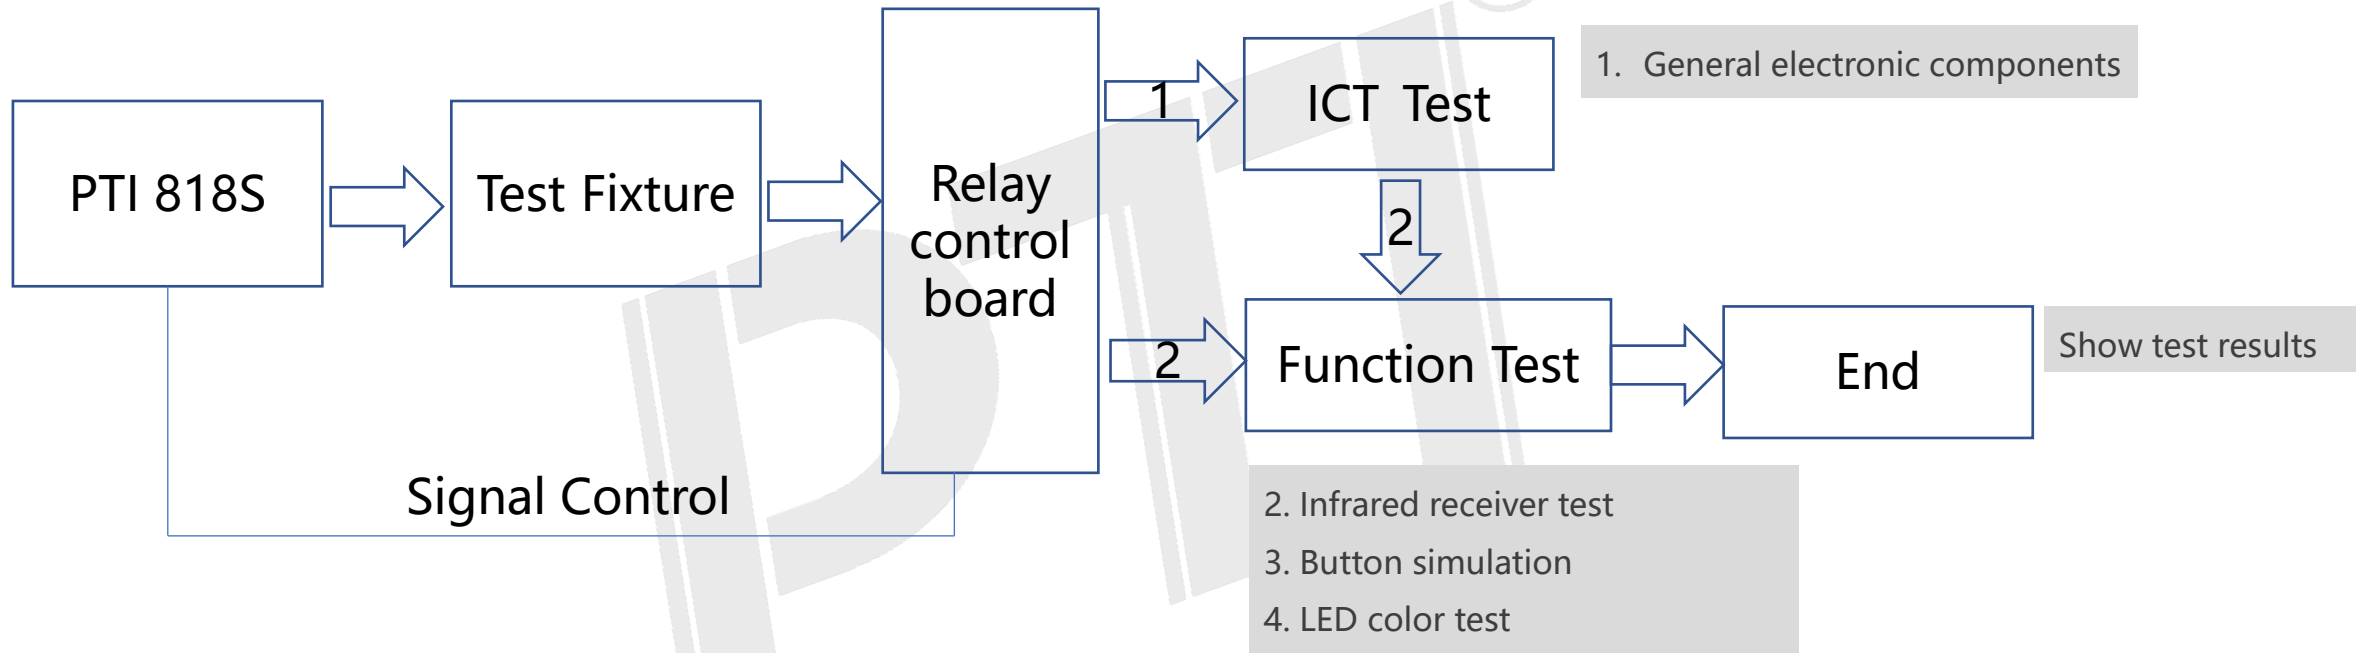 PTI 818S
Test Fixture
Relay
control
board
1
ICT Test
1. General electronic components
2
2
Function Test
End
Show test results
Signal Control
2. Infrared receiver test
3. Button simulation
4. LED color test
PTI